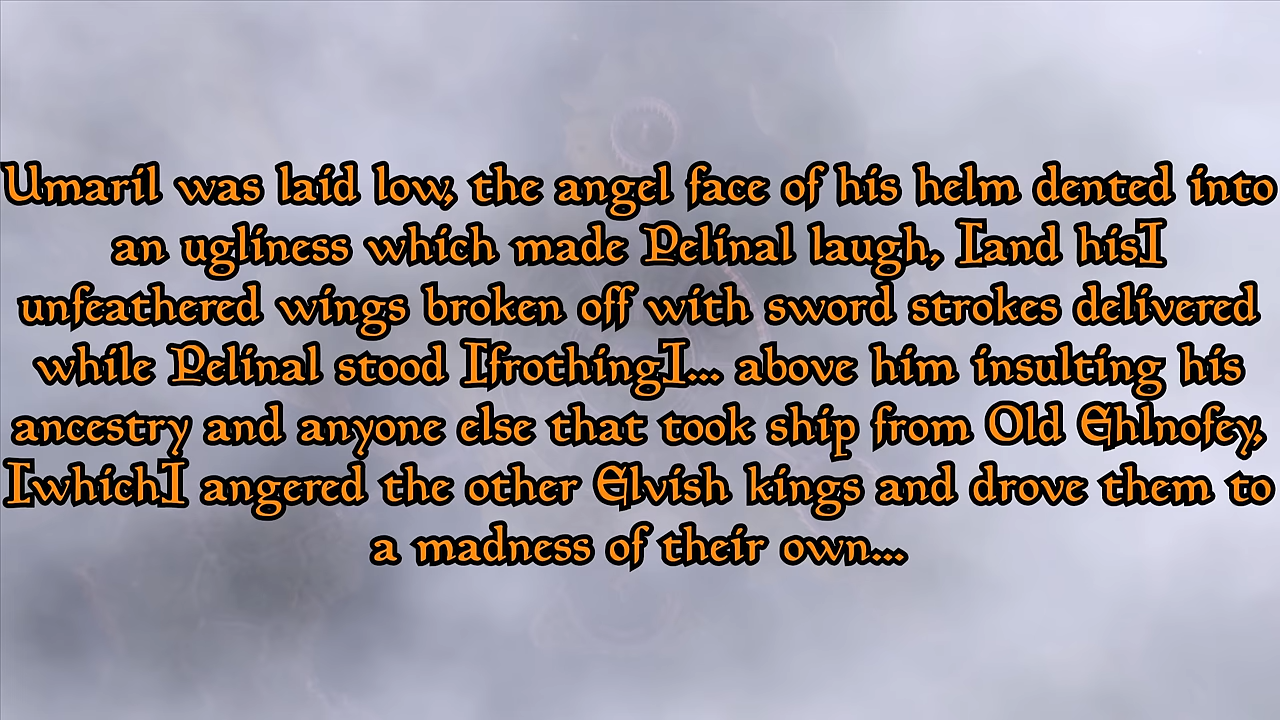 Umaril was laid low, the angel face of his helm dented into
an ugliness which made Pelinal laugh, [and his]
unfeathered wings broken off with sword strokes delivered
while Pelinal stood [frothing]... above him insulting his
ancestry and anyone else that took ship from Old Ehlnofey,
[which] angered the other Elvish kings and drove them to
a madness of their own...